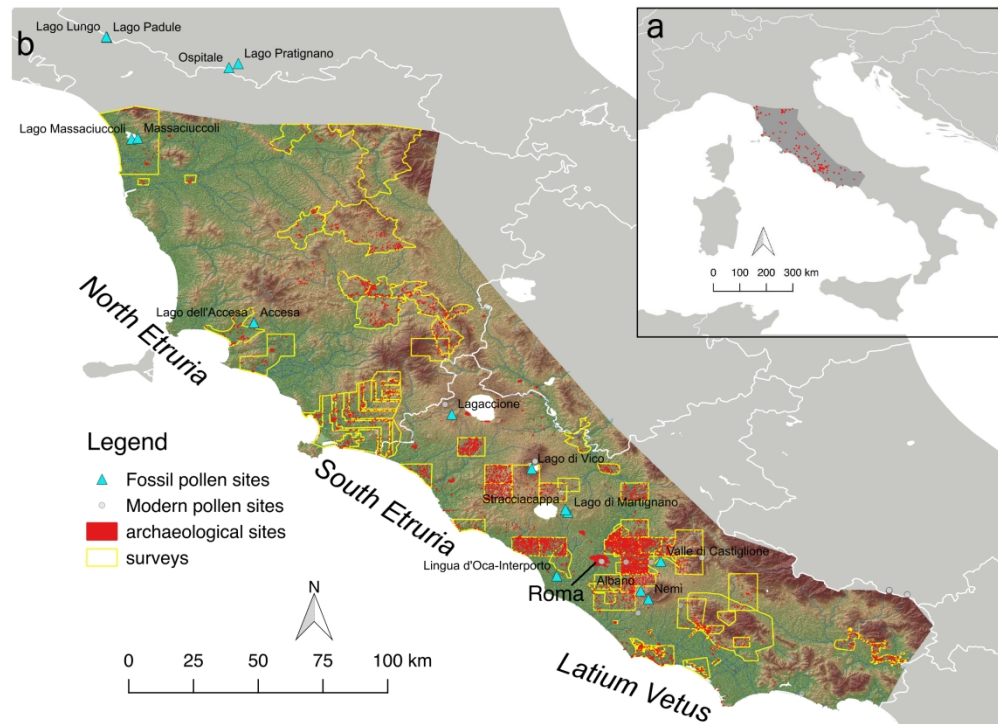 b
Lago Lungo
Lago Padule
Ospitale
Lago Pratignano
Lago Massaciuccoli
Massaciuccoli
North Etruria
Lago dell'Accesa
Accesa
Lagaccione
South Etruria
Lago di Vico
Stracciacappa
Lago di Martignano
Lingua d'Oca-Interporto
Valle di Castiglione
Roma
Albano
Nemi
Latium Vetus
Legend
Fossil pollen sites
Modern pollen sites
archaeological sites
surveys
N
0 25 50 75 100 km
a
0 100 200 300 km